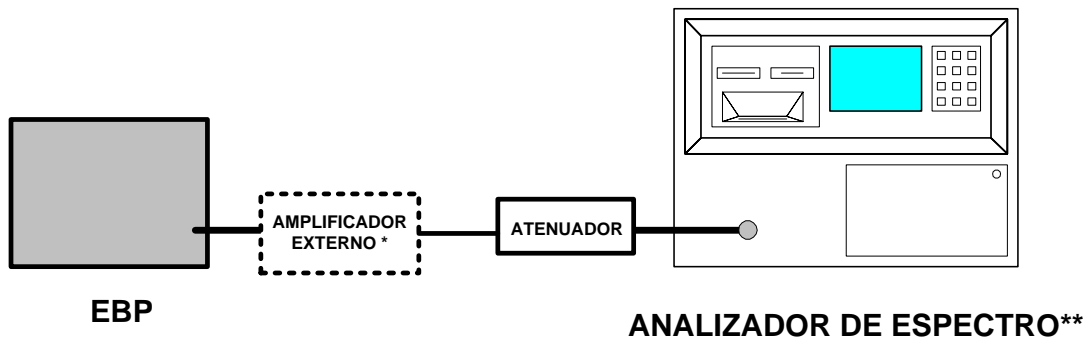 AMPLIFICADOR
EXTERNO *
ATENUADOR
EBP
ANALIZADOR DE ESPECTRO**